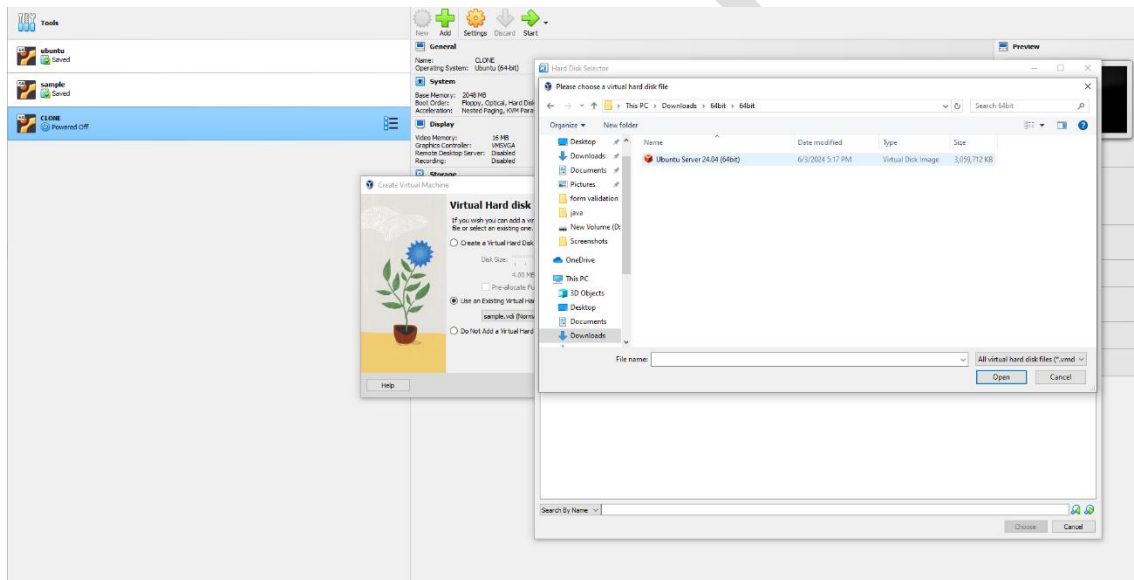 Tools
ubuntu
Saved
sample
Saved
CLONE
Powered Off
New Add Settings Discard Start
General
Name: CLONE
Operating System: Ubuntu (64-bit)
System
Base Memory: 2048 MB
Boot Order: Floppy, Optical, Hard Disk
Acceleration: Nested Paging, KVM Para
Display
Video Memory: 16 MB
Graphics Controller: VMSVGA
Remote Desktop Server: Disabled
Recording: Disabled
Storage
Preview
Create Virtual Machine
Virtual Hard disk
If you wish you can add a vir
file or select an existing one.
Create a Virtual Hard Disk
Disk Size:
4.00 MB
Pre-allocate Fu
Use an Existing Virtual Har
sample.vdi (Norma
Do Not Add a Virtual Hard
Help
Hard Disk Selector
Please choose a virtual hard disk file
This PC > Downloads > 64bit > 64bit
Search 64bit
Organize New folder
Name Date modified Type Size
Ubuntu Server 24.04 (64bit) 6/3/2024 5:17 PM Virtual Disk Image 3,059,712 KB
Desktop
Downloads
Documents
Pictures
form validation
java
New Volume (D:
Screenshots
OneDrive
This PC
3D Objects
Desktop
Documents
Downloads
File name:
All virtual hard disk files (*.vmd
Open Cancel
Search By Name
Choose Cancel